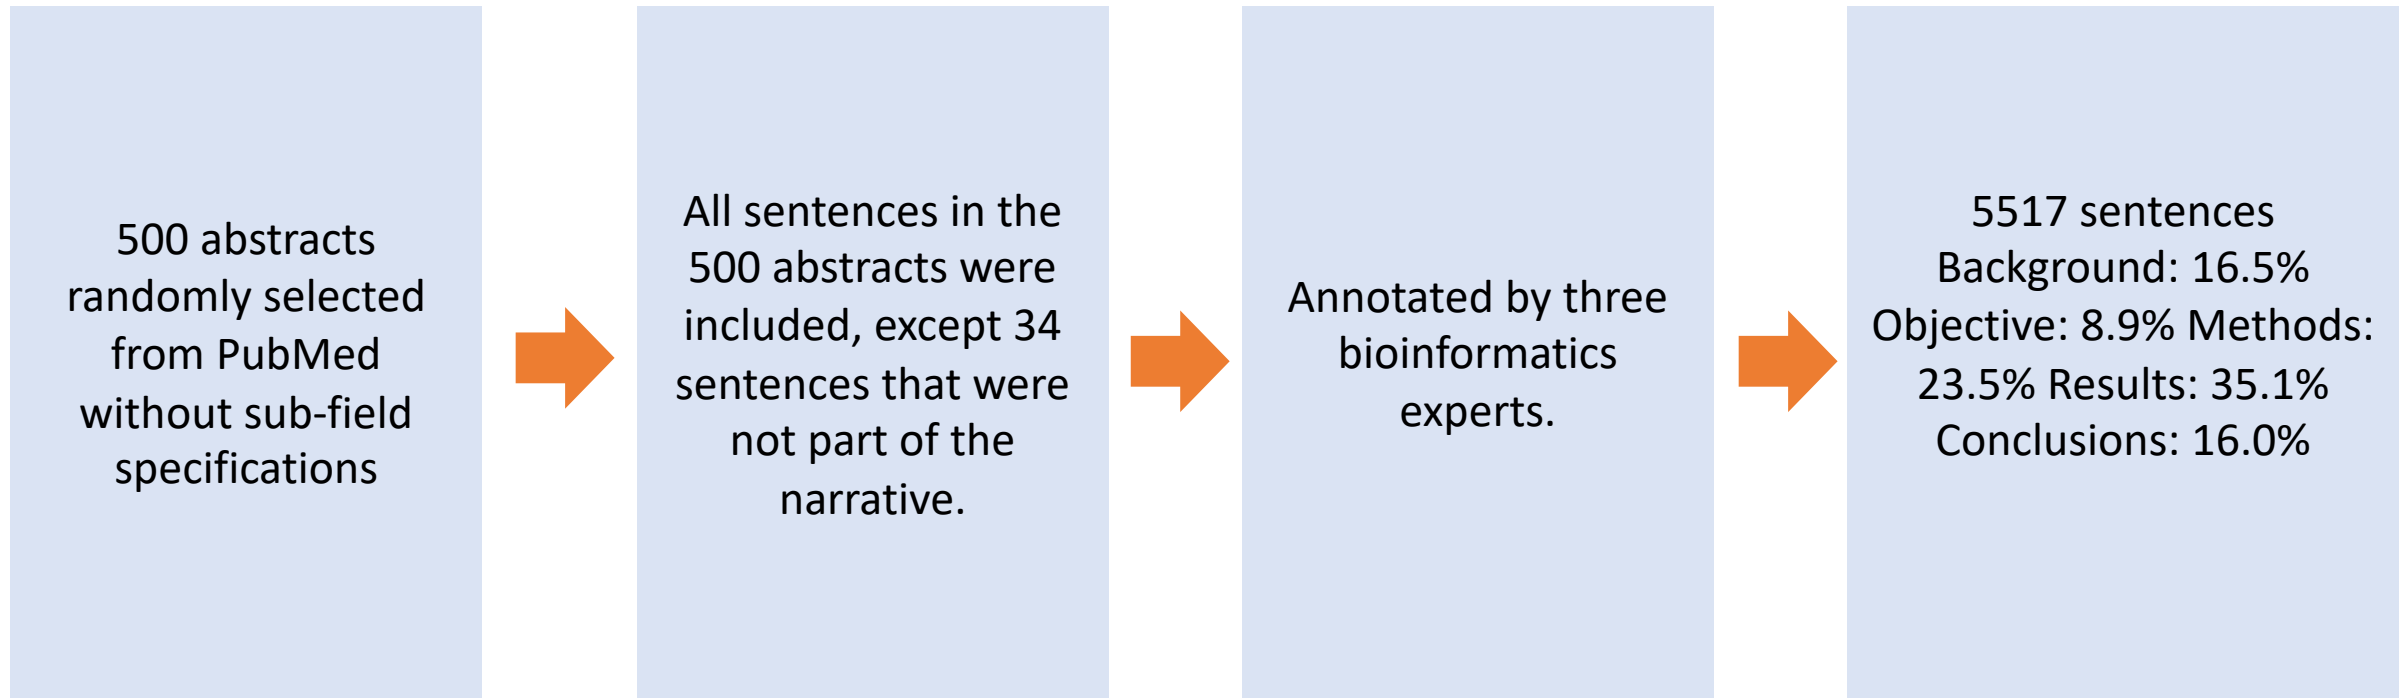 500 abstracts
randomly selected
from PubMed
without sub-field
specifications
All sentences in the
500 abstracts were
included, except 34
sentences that were
not part of the
narrative.
Annotated by three
bioinformatics
experts.
5517 sentences
Background: 16.5%
Objective: 8.9% Methods:
23.5% Results: 35.1%
Conclusions: 16.0%